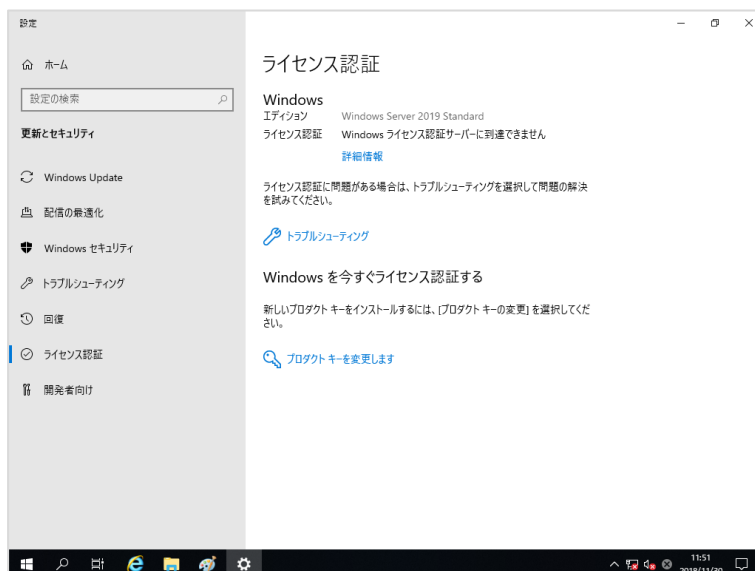 設定
ホーム
設定の検索
更新とセキュリティ
Windows Update
配信の最適化
Windows セキュリティ
トラブルシューティング
回復
ライセンス認証
開発者向け
ライセンス認証
Windows
エディション Windows Server 2019 Standard
ライセンス認証 Windows ライセンス認証サーバーに到達できません
詳細情報
ライセンス認証に問題がある場合は、トラブルシューティングを選択して問題の解決
を試みてください。
トラブルシューティング
Windows を今すぐライセンス認証する
新しいプロダクト キーをインストールするには、[プロダクト キーの変更] を選択してくだ
さい。
プロダクト キーを変更します
11:51
2018/11/30